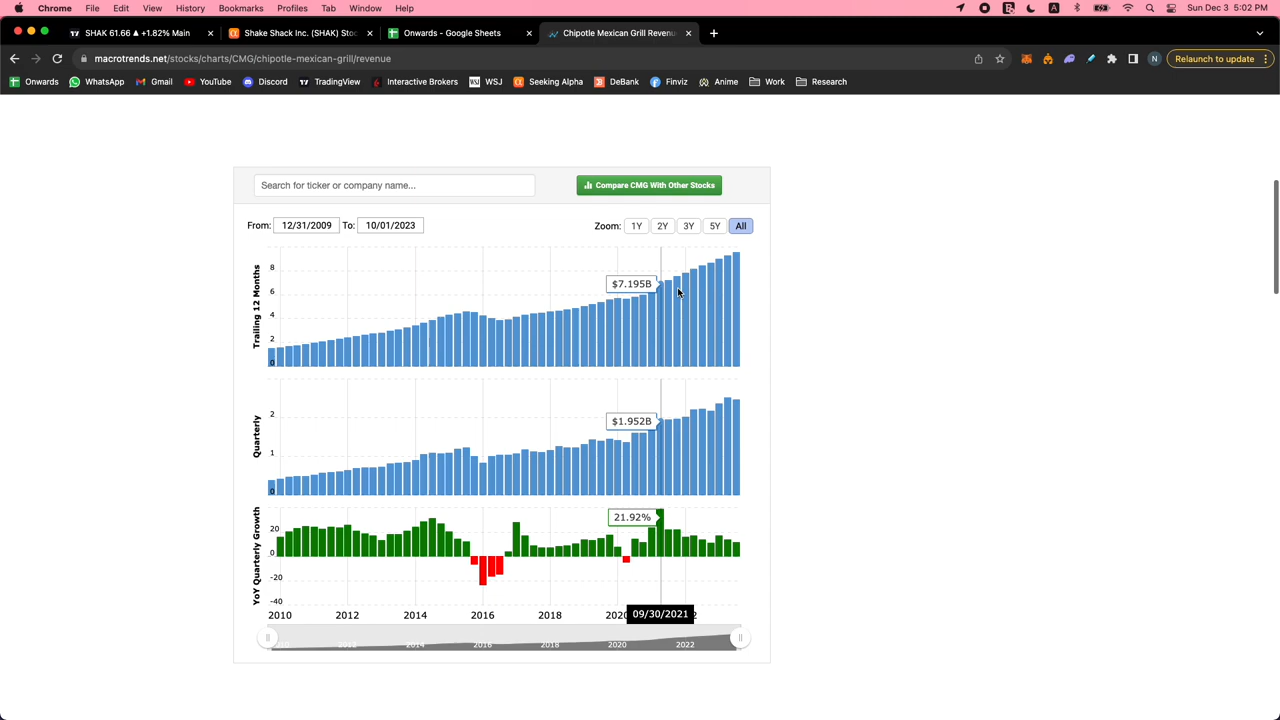 Chrome File Edit View History Bookmarks Profiles Tab Window Help A Sun Dec 3 5:02 PM
SHAK 61.66 ▲ +1.82% Main × Shake Shack Inc. (SHAK) Stoc × Onwards - Google Sheets × Chipotle Mexican Grill Revenu × +
macrotrends.net/stocks/charts/CMG/chipotle-mexican-grill/revenue N Relaunch to update
Onwards WhatsApp Gmail YouTube Discord TradingView Interactive Brokers WSJ Seeking Alpha DeBank Finviz Anime Work Research
Search for ticker or company name... Compare CMG With Other Stocks
From: 12/31/2009 To: 10/01/2023 Zoom: 1Y 2Y 3Y 5Y All
Trailing 12 Months
8
6
4
2
0
$7.195B
Quarterly
2
1
0
$1.952B
YoY Quarterly Growth
20
0
-20
-40
21.92%
2010 2012 2014 2016 2018 2020 09/30/2021 2
2012 2014 2016 2018 2020 2022